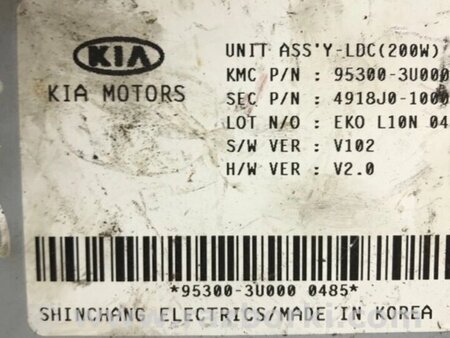 KIA
KIA MOTORS
UNIT ASS'Y-LDC(200W)
KMC P/N : 95300-3U000
SEC P/N : 4918J0-1000
LOT N/O : EKO L10N 04
S/W VER : V102
H/W VER : V2.0
*95300-3U000 0485*
SHINCHANG ELECTRICS/MADE IN KOREA